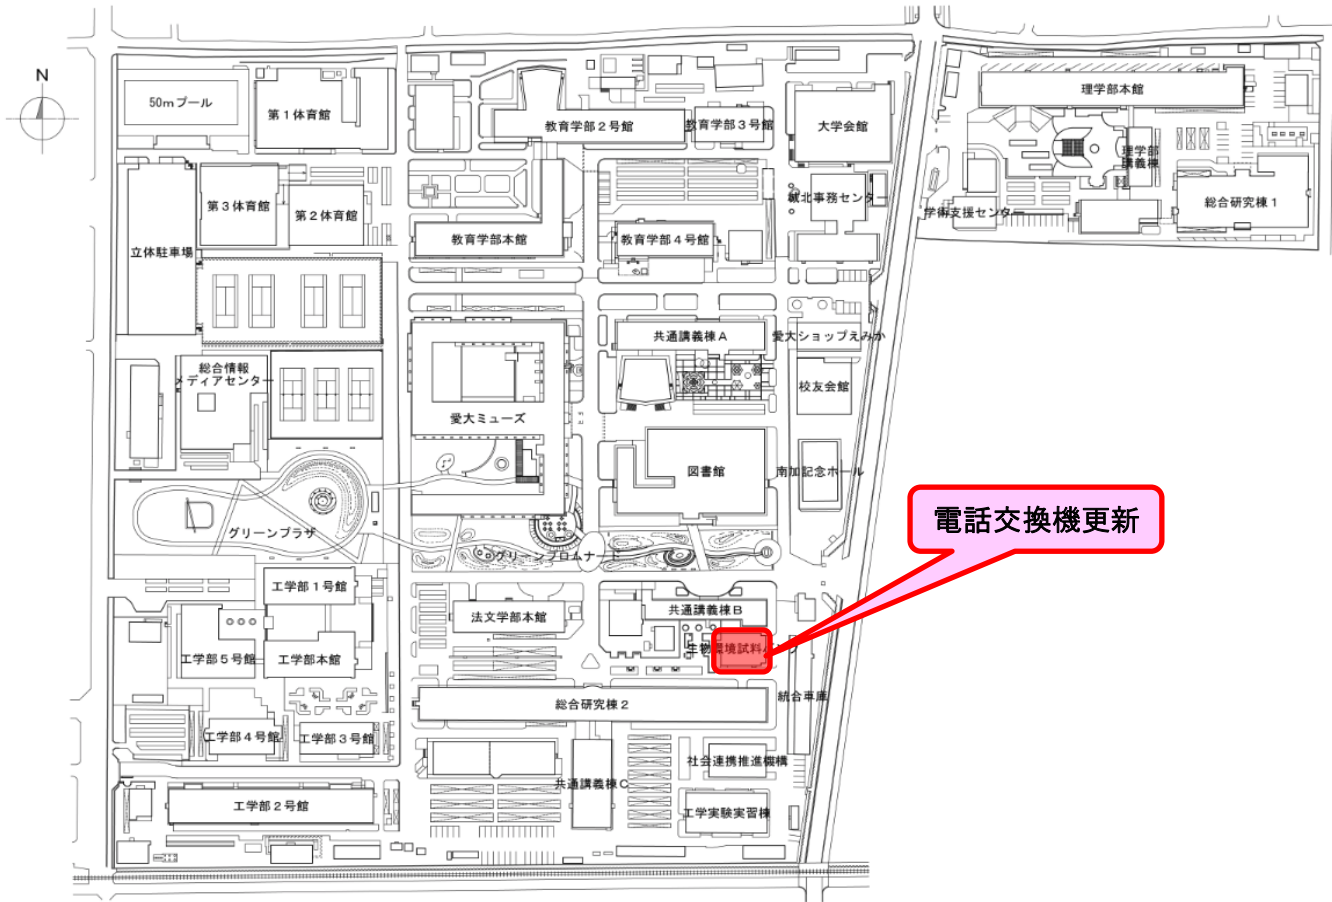 N
50mプール
第1体育館
教育学部2号館
教育学部3号館
大学会館
理学部本館
理学部
講義棟
総合研究棟1
学術支援センター
城北事務センター
第3体育館
第2体育館
立体駐車場
教育学部本館
教育学部4号館
共通講義棟A
愛大ショップえみか
総合情報
メディアセンター
校友会館
愛大ミューズ
図書館
南加記念ホール
グリーンプラザ
グリーンプロムナード
電話交換機更新
工学部1号館
法文学部本館
共通講義棟B
工学部5号館
工学部本館
生物環境試料バンク
総合研究棟2
統合車庫
工学部4号館
工学部3号館
社会連携推進機構
共通講義棟C
工学部2号館
工学実験実習棟